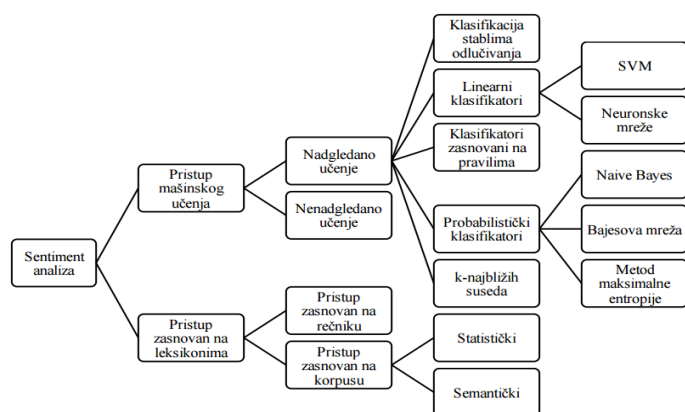 Sentiment
analiza
Pristup
mašinskog
učenja
Nadgledano
učenje
Klasifikacija
stablima
odlučivanja
Linearni
klasifikatori
SVM
Neuronske
mreže
Klasifikatori
zasnovani na
pravilima
Probabilistički
klasifikatori
Naive Bayes
Bajesova mreža
Metod
maksimalne
entropije
k-najbližih
suseda
Nenadgledano
učenje
Pristup
zasnovan na
leksikonima
Pristup
zasnovan na
rečniku
Pristup
zasnovan na
korpusu
Statistički
Semantički